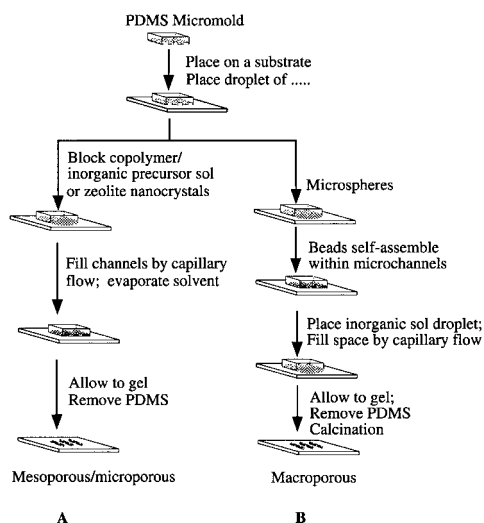 PDMS Micromold
Place on a substrate
Place droplet of .....
Block copolymer/
inorganic precursor sol
or zeolite nanocrystals
Fill channels by capillary
flow; evaporate solvent
Allow to gel
Remove PDMS
Mesoporous/microporous
A
Microspheres
Beads self-assemble
within microchannels
Place inorganic sol droplet;
Fill space by capillary flow
Allow to gel;
Remove PDMS
Calcination
Macroporous
B